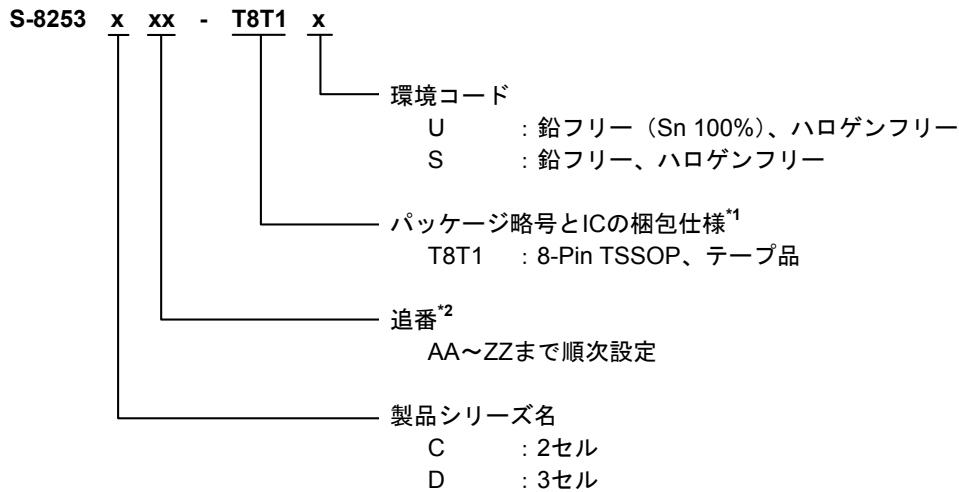 S-8253 x xx - T8T1 x
環境コード
U : 鉛フリー（Sn 100%）、ハロゲンフリー
S : 鉛フリー、ハロゲンフリー
パッケージ略号とICの梱包仕様*1
T8T1 : 8-Pin TSSOP、テープ品
追番*2
AA～ZZまで順次設定
製品シリーズ名
C : 2セル
D : 3セル